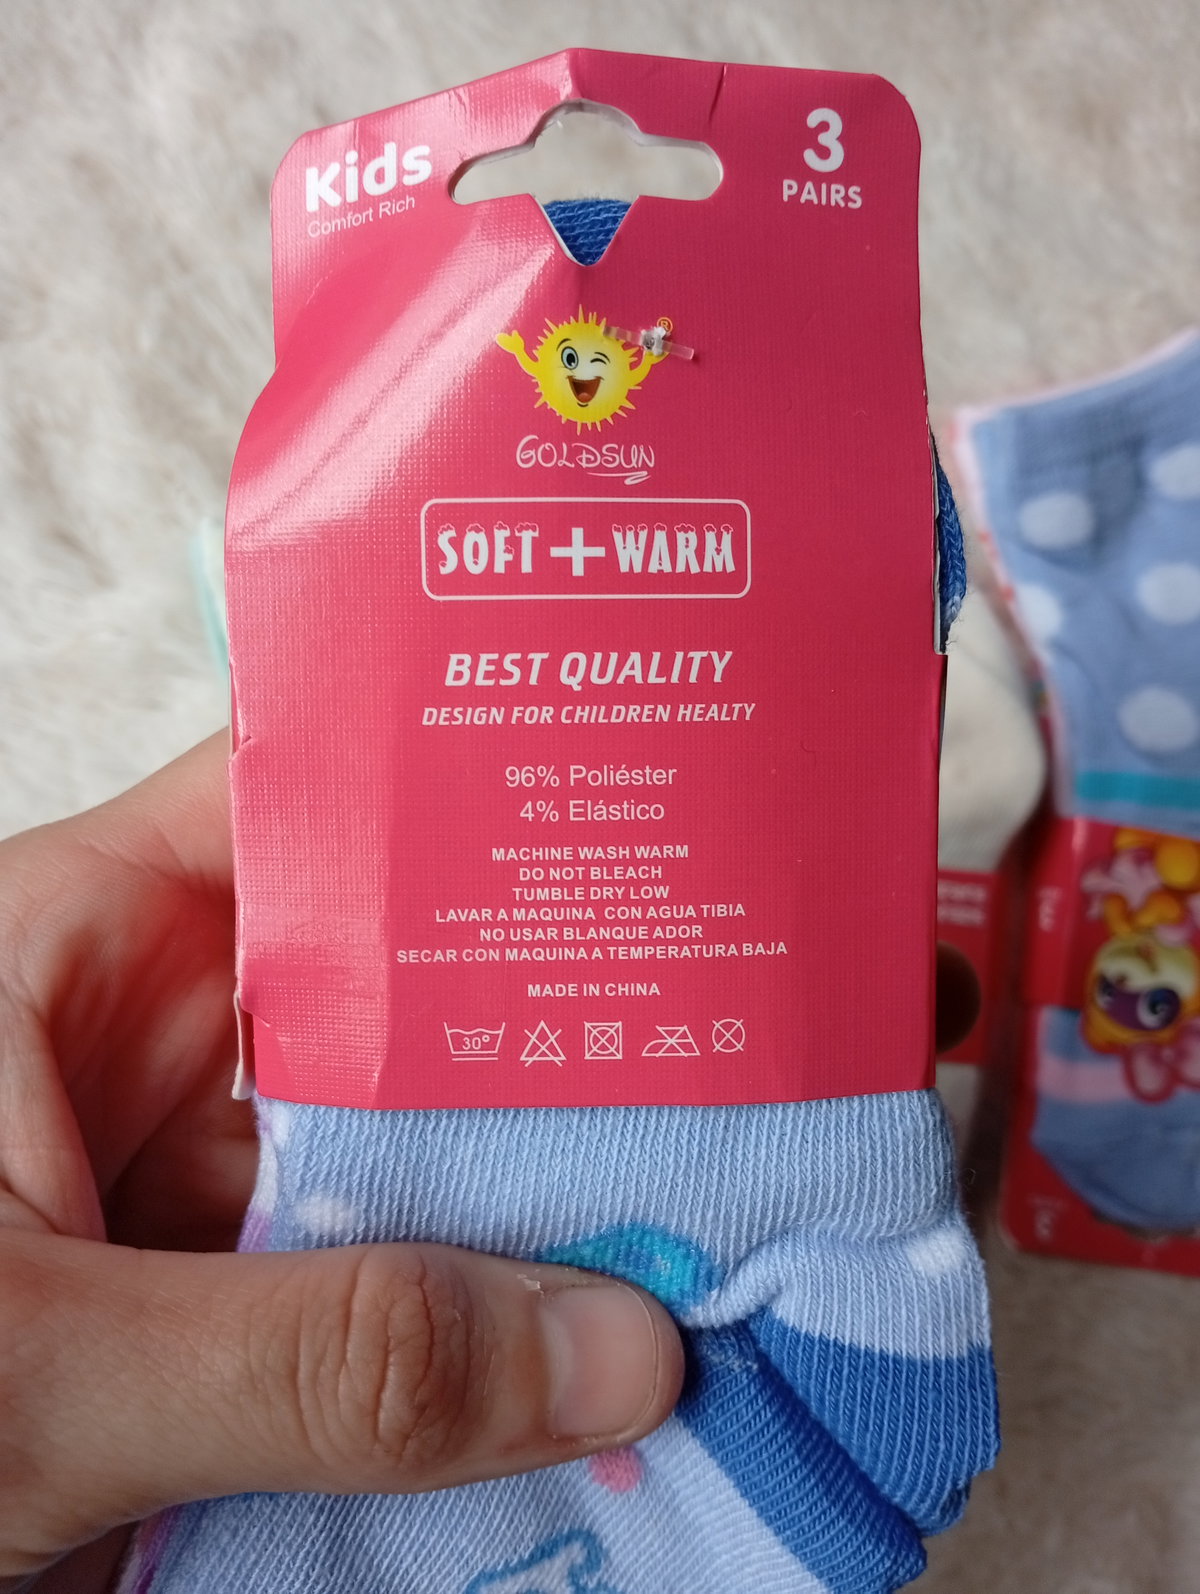 Kids
Comfort Rich
3
PAIRS
®
GOLDSUN
SOFT+WARM
BEST QUALITY
DESIGN FOR CHILDREN HEALTY
96% Poliéster
4% Elástico
MACHINE WASH WARM
DO NOT BLEACH
TUMBLE DRY LOW
LAVAR A MAQUINA CON AGUA TIBIA
NO USAR BLANQUE ADOR
SECAR CON MAQUINA A TEMPERATURA BAJA
MADE IN CHINA
30°